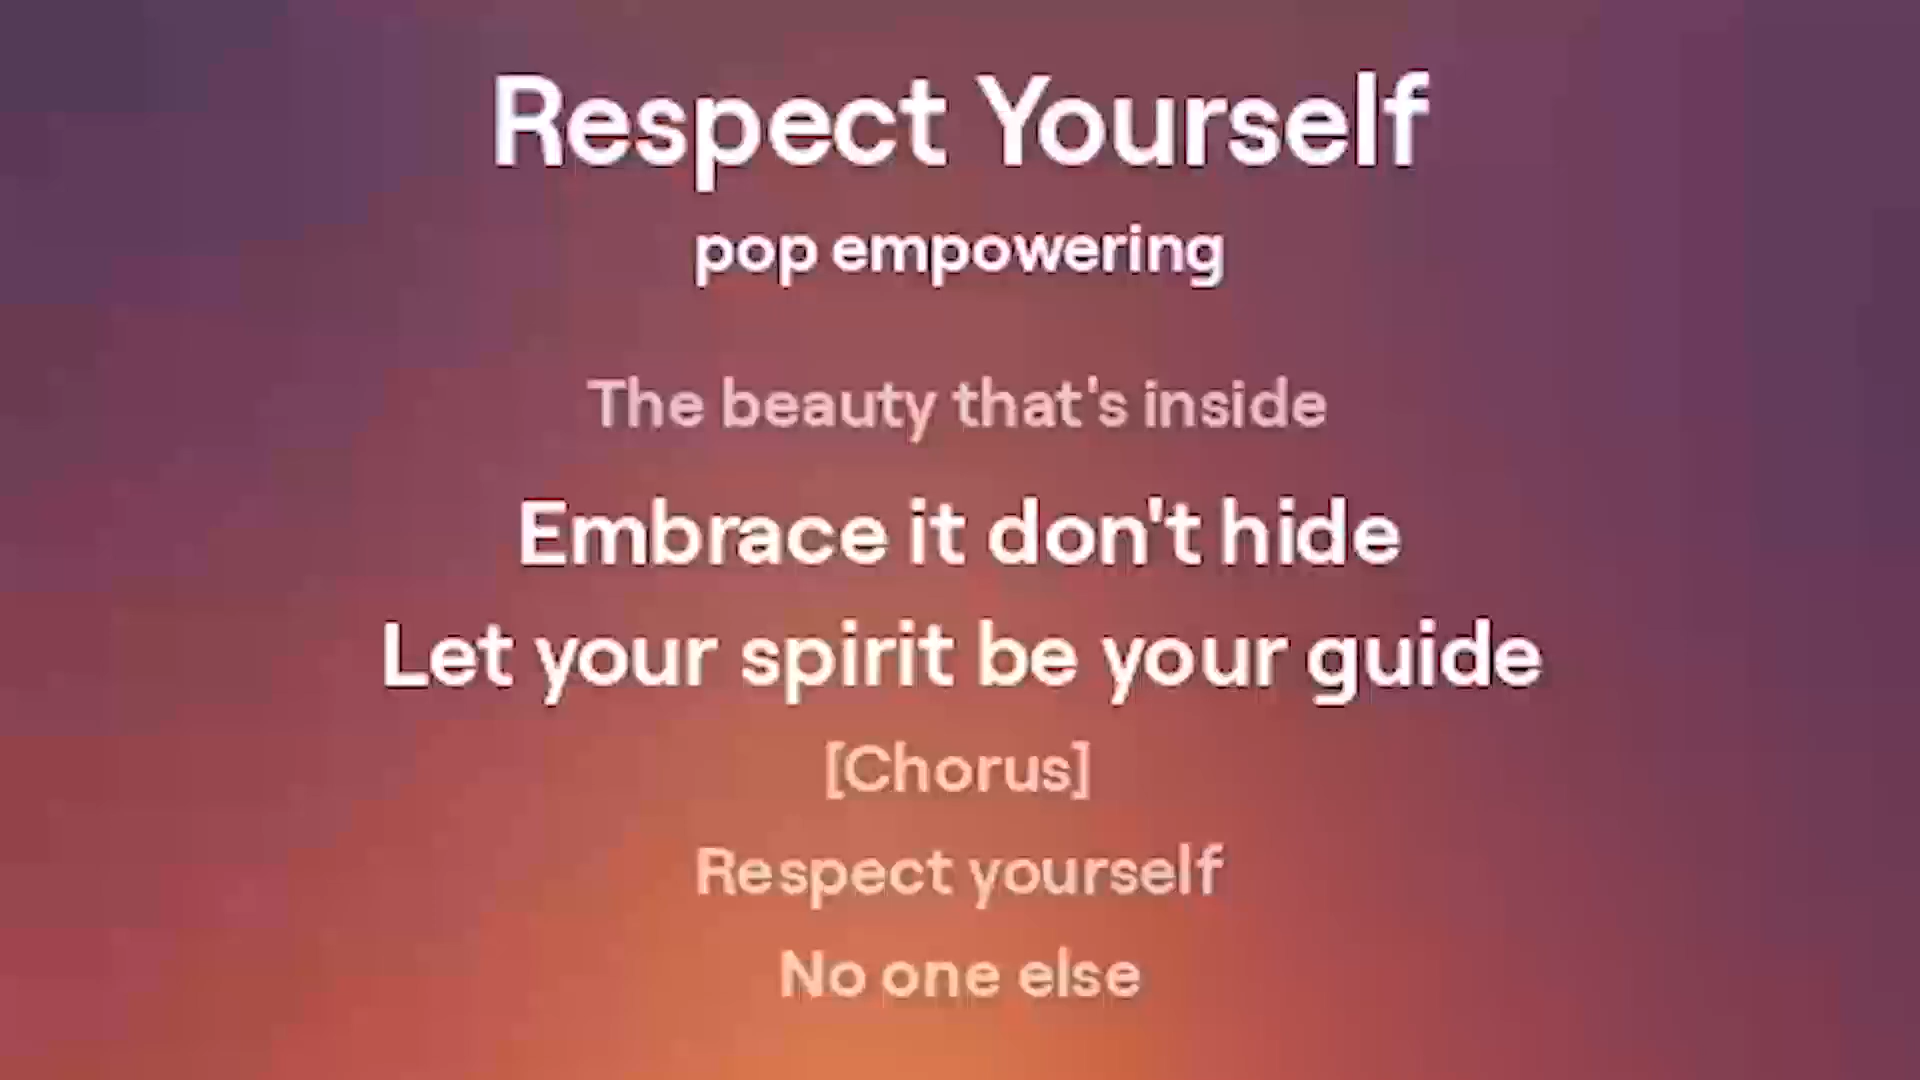 Respect Yourself
pop empowering
The beauty that's inside
Embrace it don't hide
Let your spirit be your guide
[Chorus]
Respect yourself
No one else